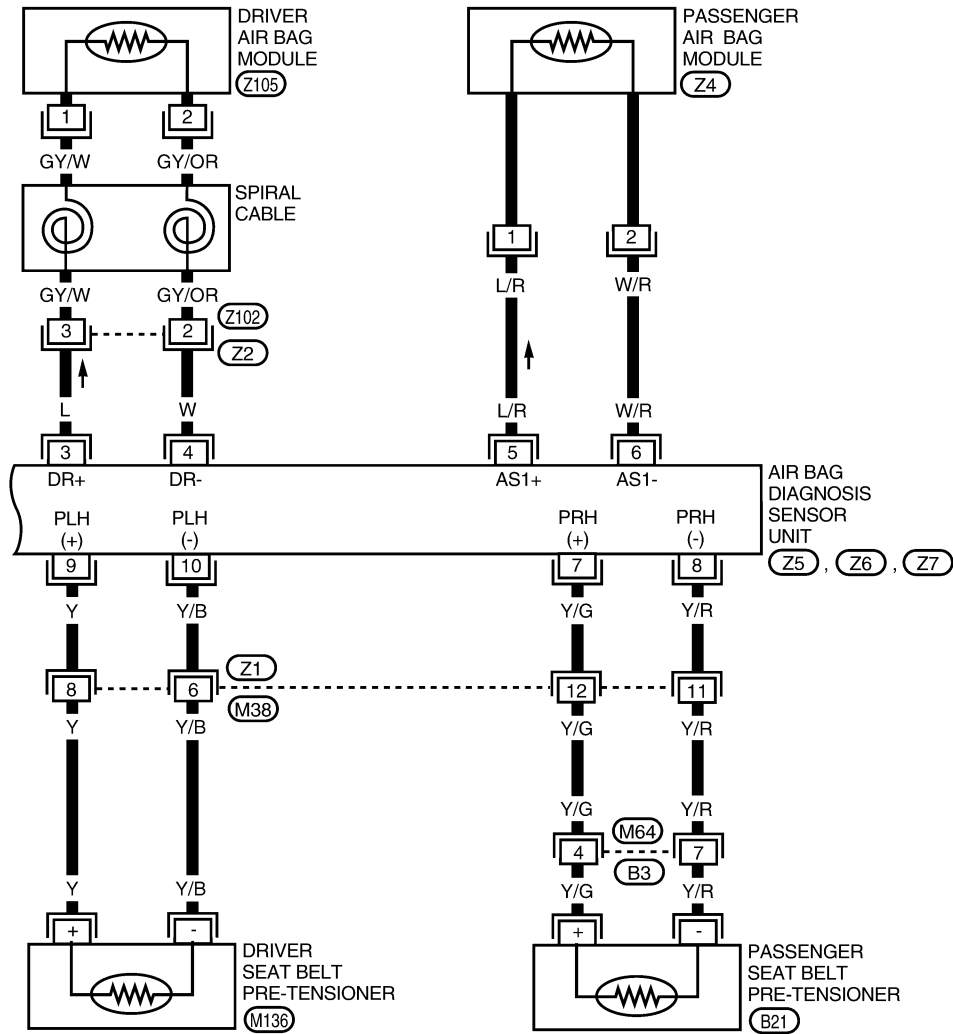 DRIVER
AIR BAG
MODULE
Z105
PASSENGER
AIR BAG
MODULE
Z4
1 2
GY/W GY/OR
SPIRAL
CABLE
1 2
L/R W/R
GY/W GY/OR
Z102
3 2
Z2
L W L/R W/R
3 4 5 6
DR+ DR- AS1+ AS1-
AIR BAG
DIAGNOSIS
SENSOR
UNIT
Z5 , Z6 , Z7
PLH PLH PRH PRH
(+) (-) (+) (-)
9 10 7 8
Y Y/B Y/G Y/R
Z1
8 6 12 11
M38
Y Y/B Y/G Y/R
Y/G Y/R
M64
4 7
B3
Y Y/B Y/G Y/R
+ - + -
DRIVER
SEAT BELT
PRE-TENSIONER
M136
PASSENGER
SEAT BELT
PRE-TENSIONER
B21